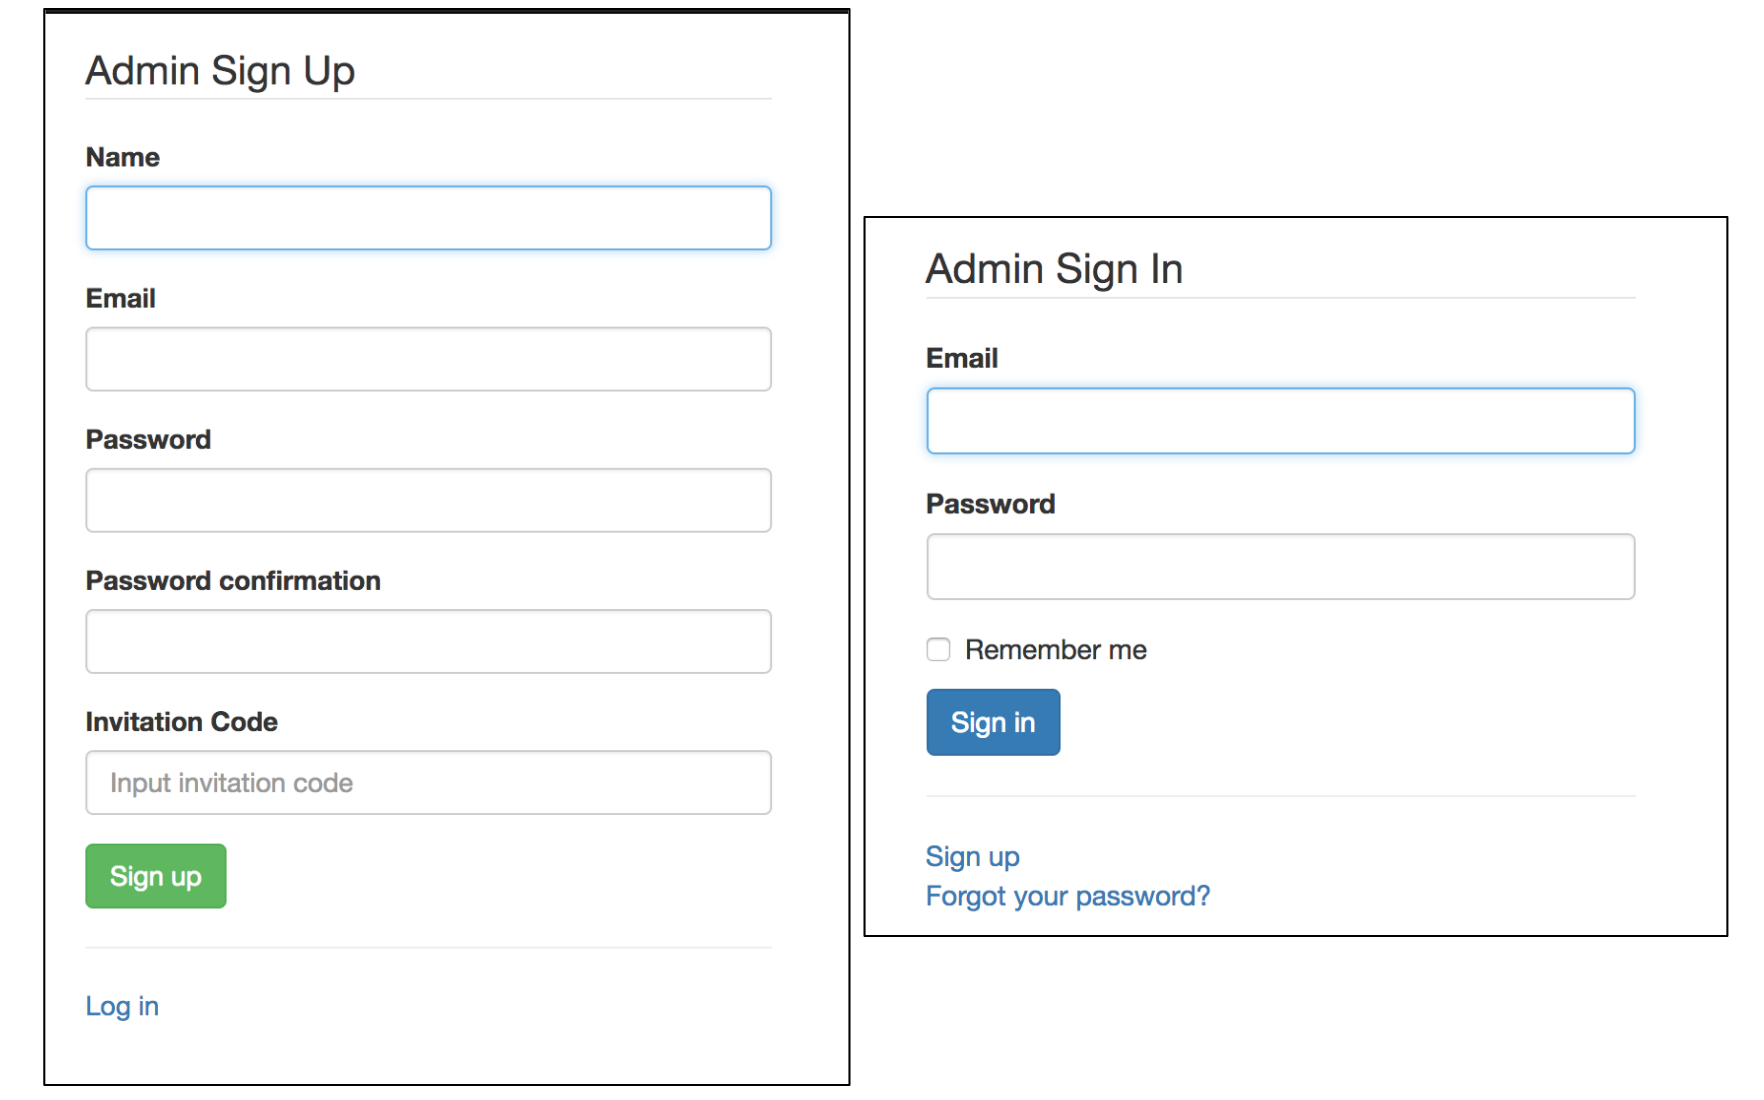 Admin Sign Up
Name
Email
Password
Password confirmation
Invitation Code
Input invitation code
Sign up
Log in
Admin Sign In
Email
Password
Remember me
Sign in
Sign up
Forgot your password?